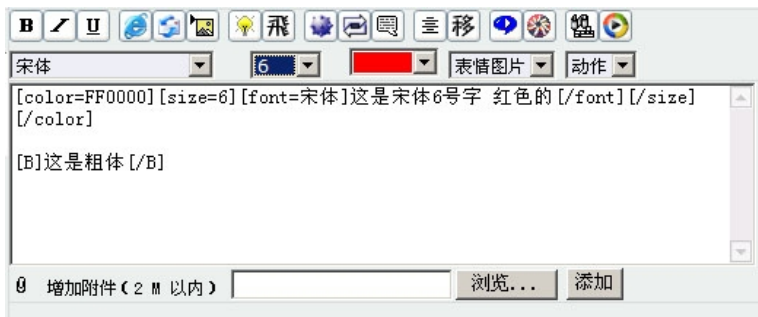 B I U 飛 移
宋体 6 表情图片 动作
[color=FF0000][size=6][font=宋体]这是宋体6号字 红色的[/font][/size]
[/color]
[B]这是粗体[/B]
增加附件(2 M 以内) 浏览... 添加